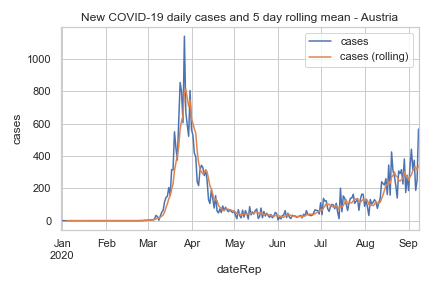 New COVID-19 daily cases and 5 day rolling mean - Austria
cases
cases (rolling)
cases
1000
800
600
400
200
0
Jan
2020
Feb
Mar
Apr
May
Jun
Jul
Aug
Sep
dateRep